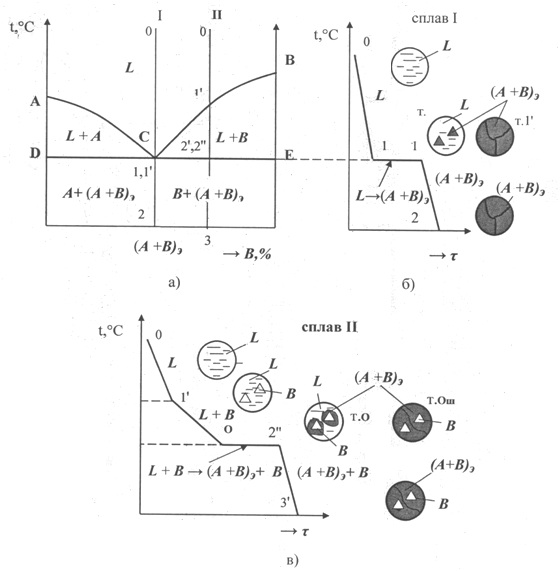 I II
t,°C
0 0
L
B
A
1'
L + A C L + B
2',2"
D E
1,1'
A+ (A +B)э B+ (A +B)э
2
(A +B)э 3 → B,%
а)
сплав I
t,°C
0
L
L
(A +B)э
т. L т.1'
1 1
(A +B)э
L→(A +B)э
(A +B)э
2
→ τ
б)
сплав II
t,°C
0
L
L
L
1'
B
L + B
О
2"
L (A +B)э
т.О т.Ош
B B
L + B → (A +B)э+ B (A +B)э+ B
(A+B)э
B
3'
→ τ
в)